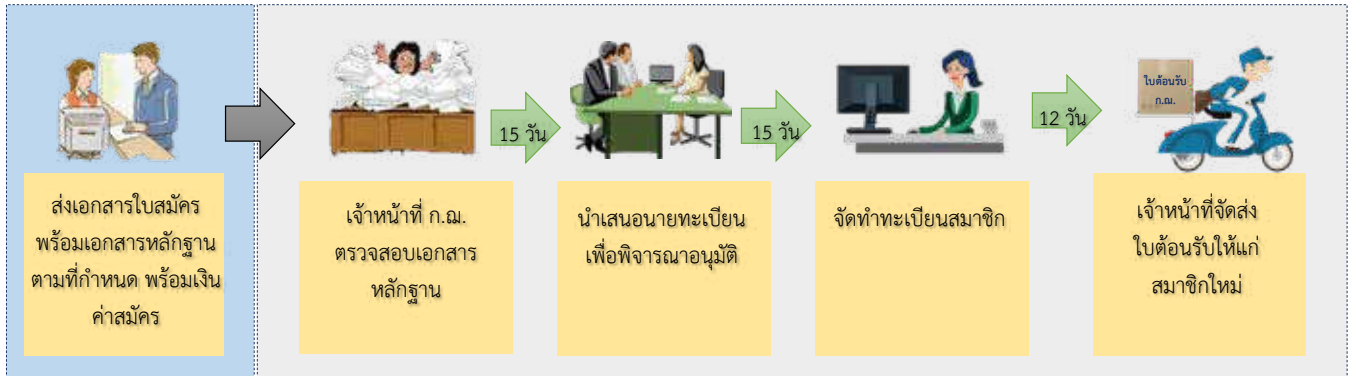 ใบต้อนรับ
ก.ฌ.
15 วัน
15 วัน
12 วัน
ส่งเอกสารใบสมัคร
พร้อมเอกสารหลักฐาน
ตามที่กำหนด พร้อมเงิน
ค่าสมัคร
เจ้าหน้าที่ ก.ฌ.
ตรวจสอบเอกสาร
หลักฐาน
นำเสนอนายทะเบียน
เพื่อพิจารณาอนุมัติ
จัดทำทะเบียนสมาชิก
เจ้าหน้าที่จัดส่ง
ใบต้อนรับให้แก่
สมาชิกใหม่